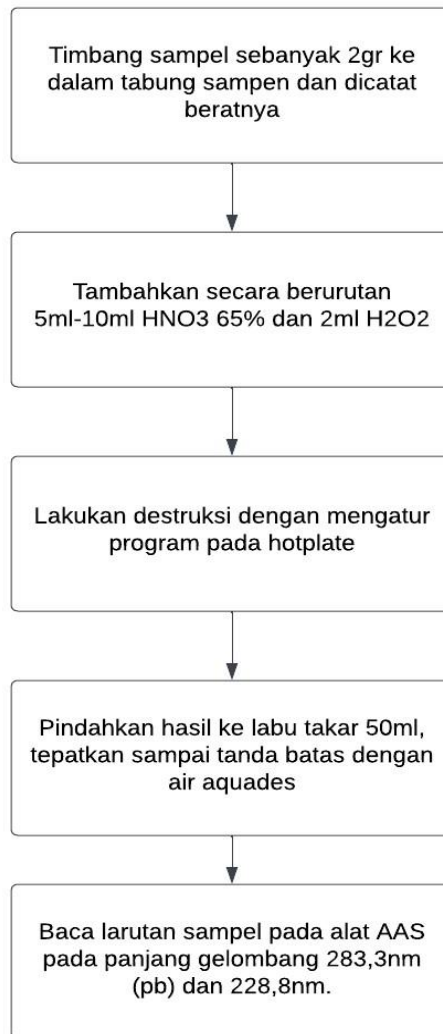 Timbang sampel sebanyak 2gr ke
dalam tabung sampen dan dicatat
beratnya
Tambahkan secara berurutan
5ml-10ml HNO3 65% dan 2ml H2O2
Lakukan destruksi dengan mengatur
program pada hotplate
Pindahkan hasil ke labu takar 50ml,
tepatkan sampai tanda batas dengan
air aquades
Baca larutan sampel pada alat AAS
pada panjang gelombang 283,3nm
(pb) dan 228,8nm.